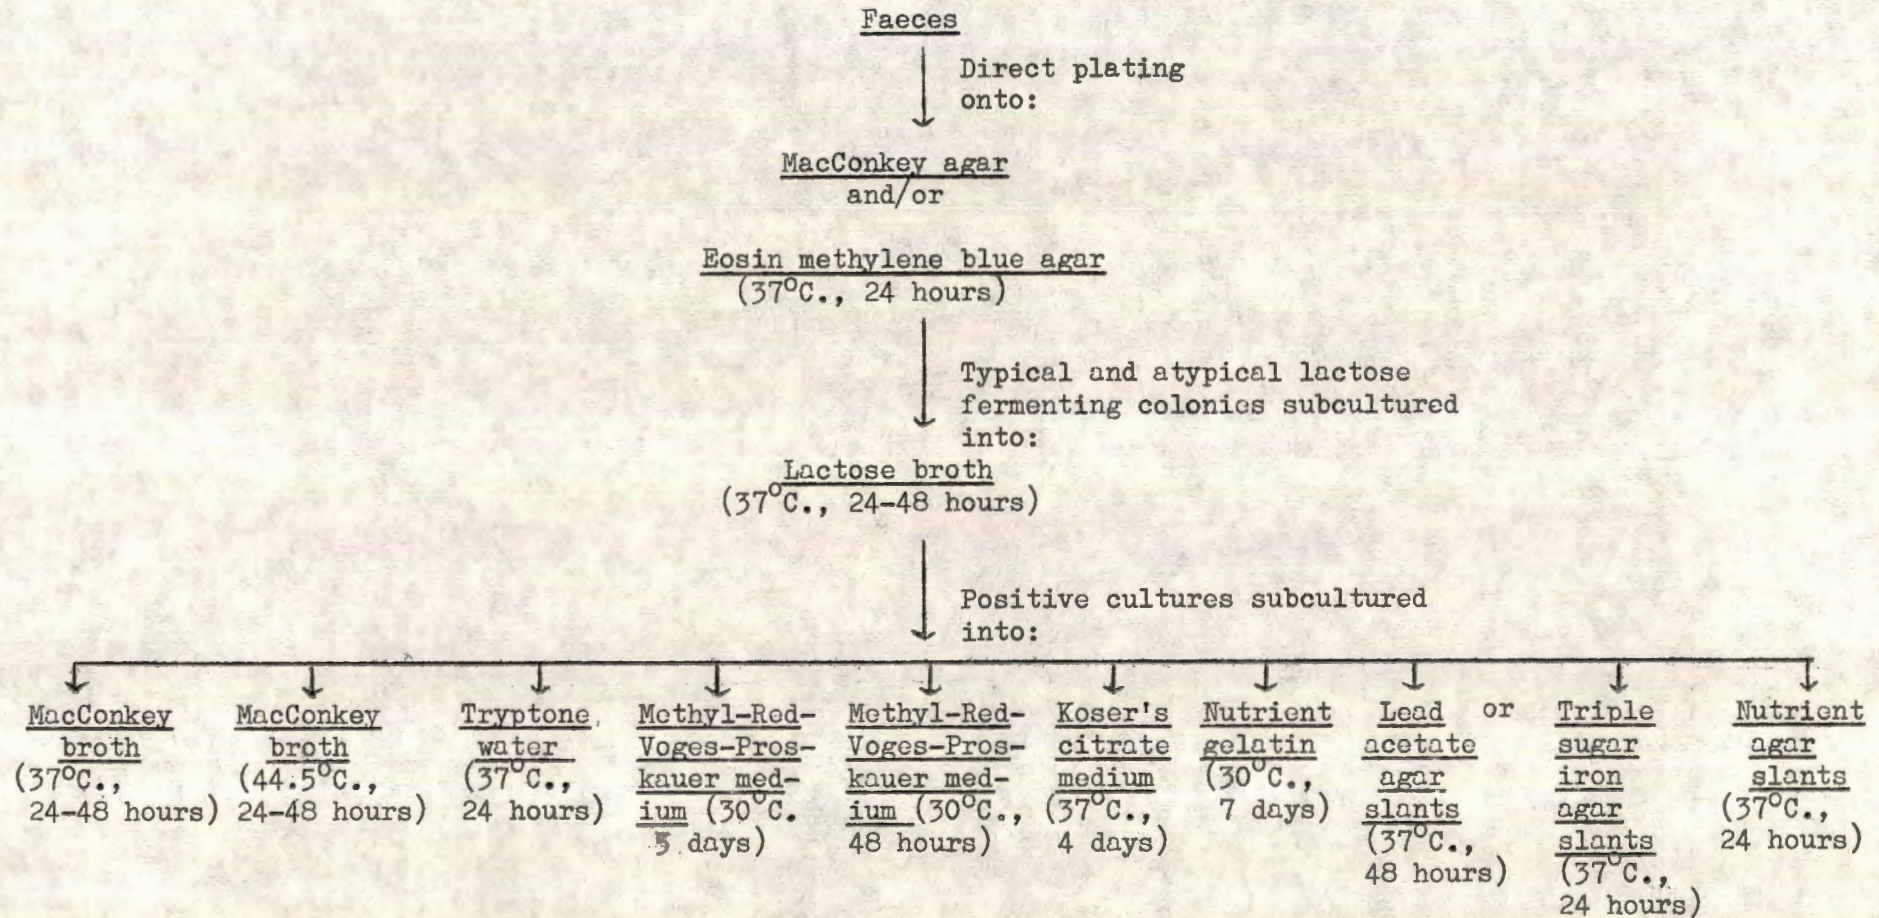 Faeces
Direct plating
onto:
MacConkey agar
and/or
Eosin methylene blue agar
(37°C., 24 hours)
Typical and atypical lactose
fermenting colonies subcultured
into:
Lactose broth
(37°C., 24-48 hours)
Positive cultures subcultured
into:
MacConkey
broth
(37°C.,
24-48 hours)
MacConkey
broth
(44.5°C.,
24-48 hours)
Tryptone
water
(37°C.,
24 hours)
Methyl-Red-
Voges-Pros-
kauer med-
ium (30°C.
5 days)
Methyl-Red-
Voges-Pros-
kauer med-
ium (30°C.,
48 hours)
Koser's
citrate
medium
(37°C.,
4 days)
Nutrient
gelatin
(30°C.,
7 days)
Lead or
acetate
agar
slants
(37°C.,
48 hours)
Triple
sugar
iron
agar
slants
(37°C.,
24 hours)
Nutrient
agar
slants
(37°C.,
24 hours)